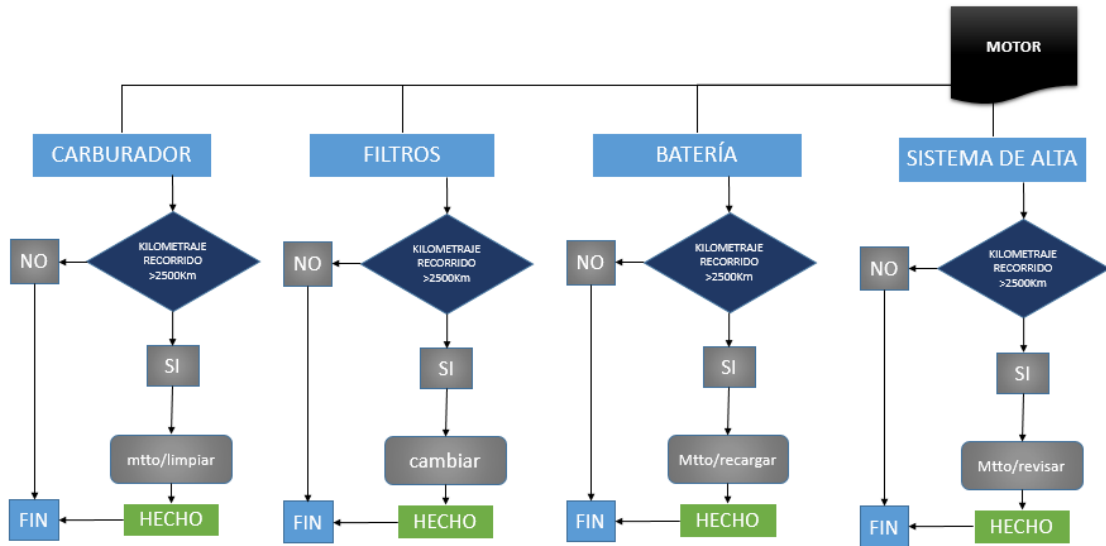 MOTOR
CARBURADOR
FILTROS
BATERÍA
SISTEMA DE ALTA
KILOMETRAJE
RECORRIDO
>2500Km
KILOMETRAJE
RECORRIDO
>2500Km
KILOMETRAJE
RECORRIDO
>2500Km
KILOMETRAJE
RECORRIDO
>2500Km
NO
NO
NO
NO
SI
SI
SI
SI
mtto/limpiar
cambiar
Mtto/recargar
Mtto/revisar
FIN
HECHO
FIN
HECHO
FIN
HECHO
FIN
HECHO